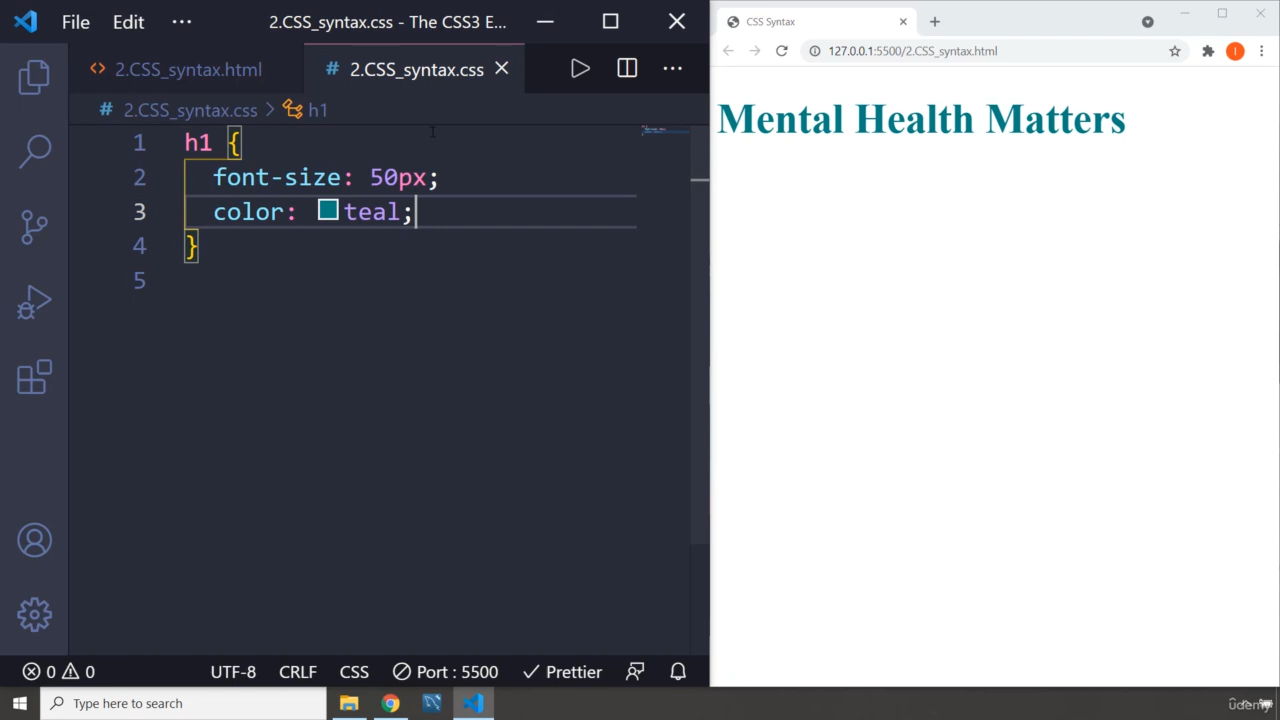 File Edit ··· 2.CSS_syntax.css - The CSS3 E...
2.CSS_syntax.html # 2.CSS_syntax.css
# 2.CSS_syntax.css > h1
1 h1 {
2 font-size: 50px;
3 color: teal;
4 }
5
0 0 UTF-8 CRLF CSS Port : 5500 Prettier
CSS Syntax
127.0.0.1:5500/2.CSS_syntax.html
I
Mental Health Matters
Type here to search
udemy